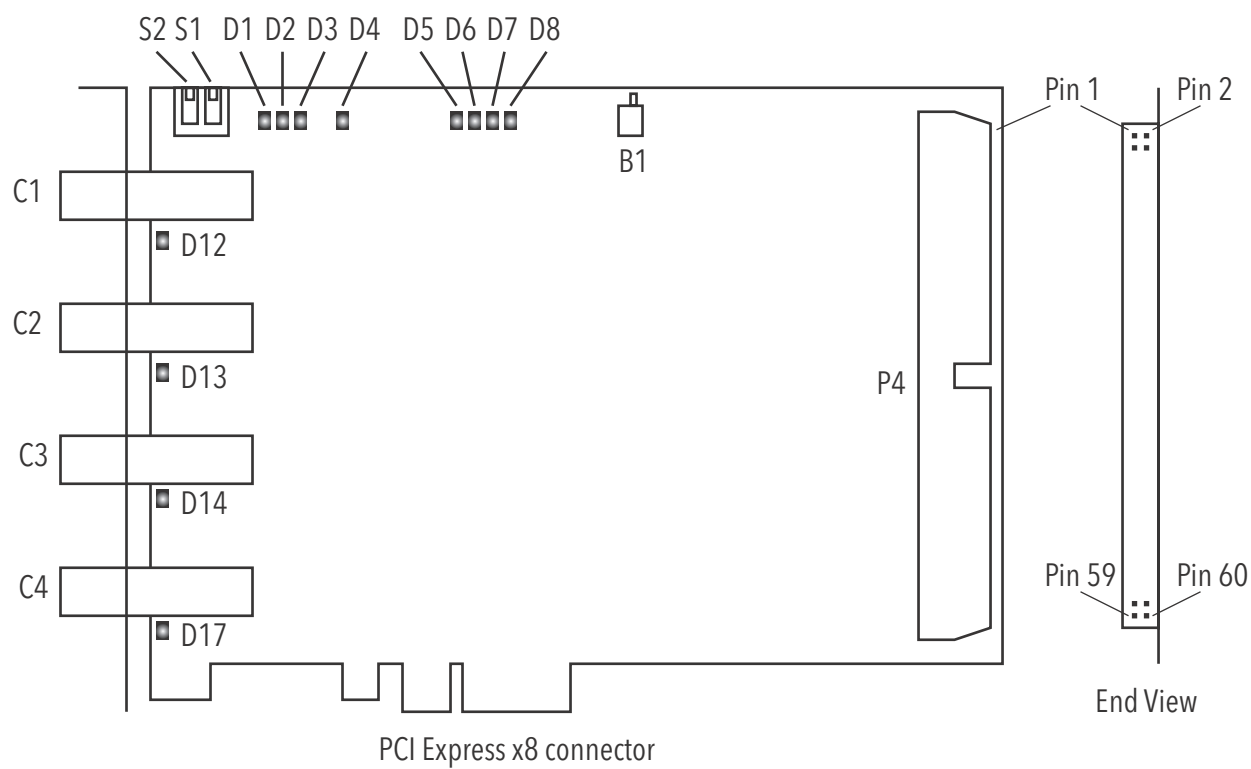 S2 S1 D1 D2 D3 D4 D5 D6 D7 D8
Pin 1 Pin 2
B1
C1
D12
C2
D13
P4
C3
D14
Pin 59 Pin 60
C4
D17
End View
PCI Express x8 connector